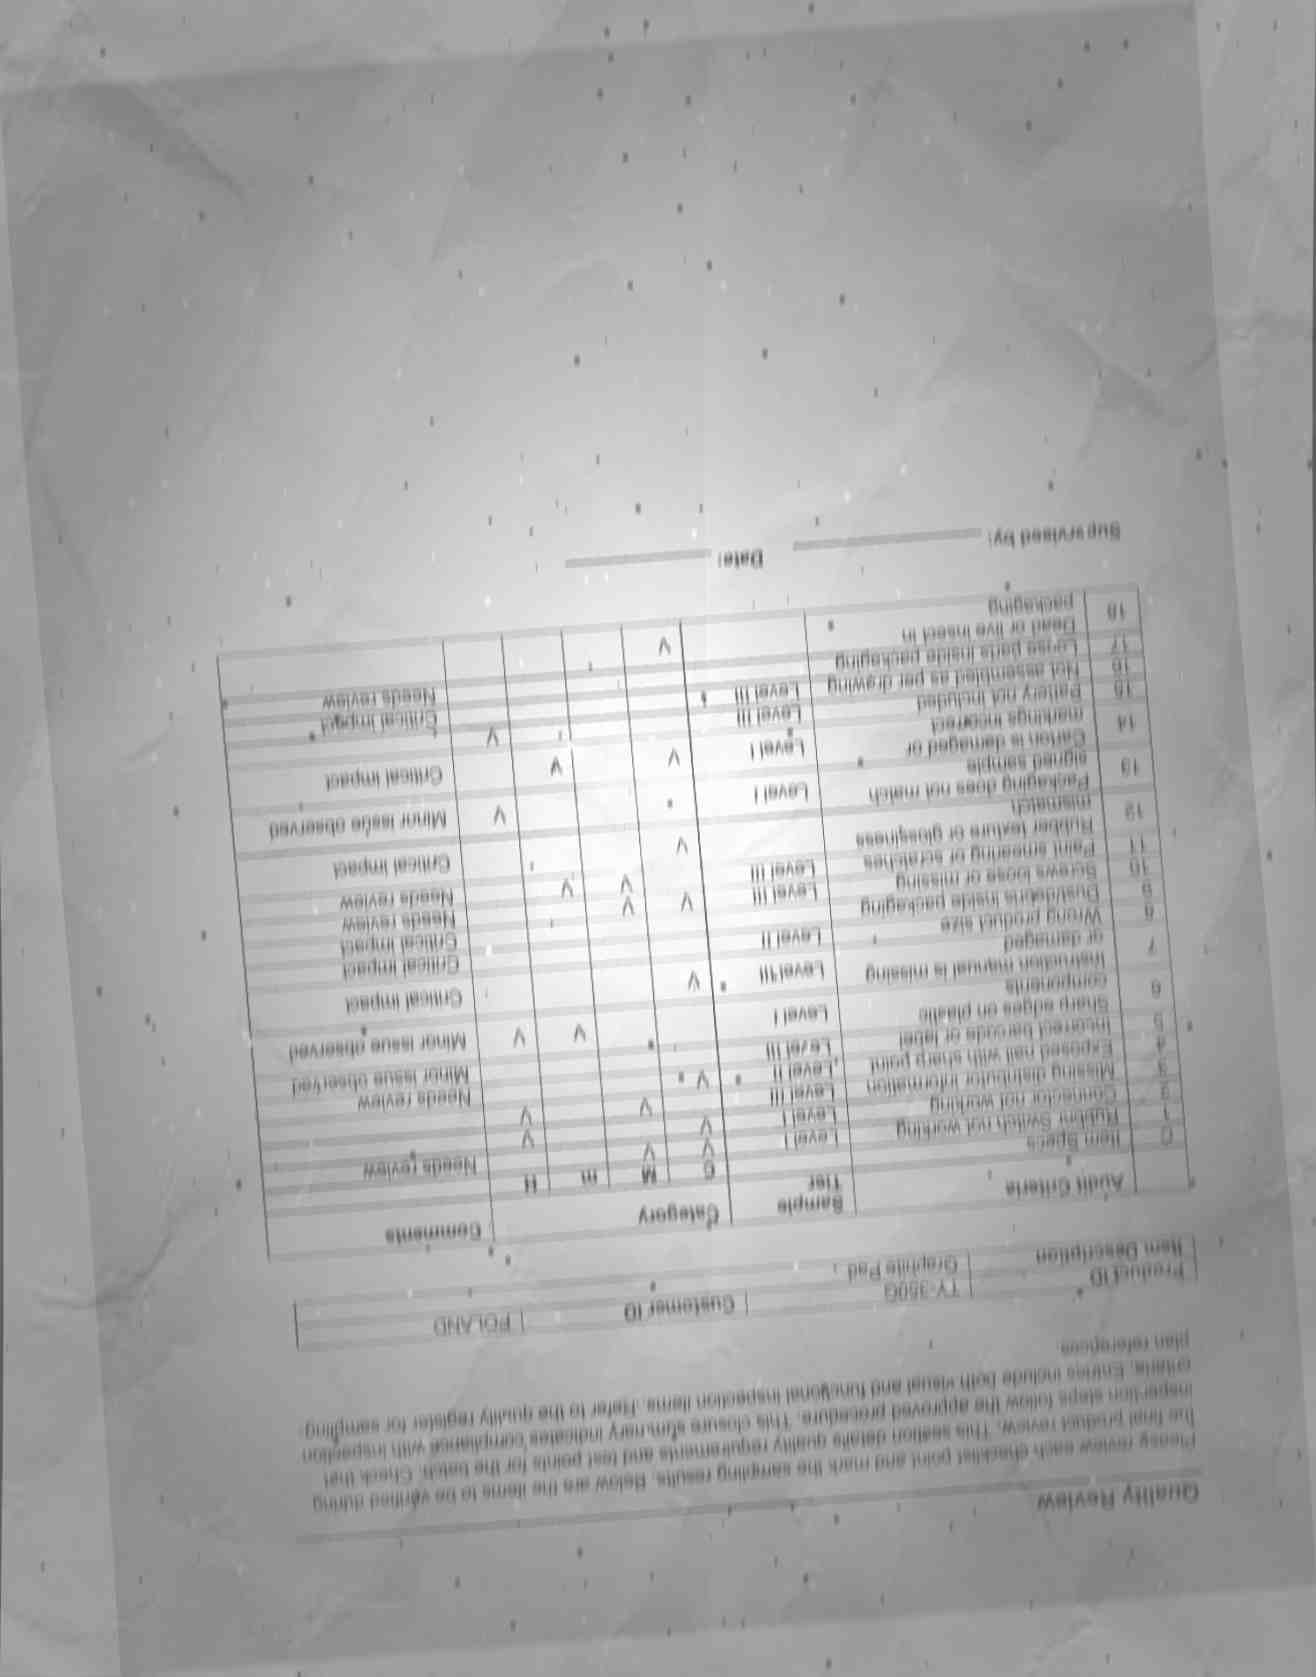 Quality Review
Please review each checklist point and mark the sampling results. Below are the items to be verified during
the final product review. This section details quality requirements and test points for the batch. Check that
inspection steps follow the approved procedure. This closure summary indicates compliance with inspection
criteria. Entries include both visual and functional inspection items. Refer to the quality register for sampling
plan references.
Product ID TY-350G Customer ID POLAND
Item Description Graphite Pad
Audit Criteria Sample Tier Category Comments
0 Item Specs C M m H
1 Rubbr Switch not working Level I V V Needs review
2 Connector not working Level I V V
3 Missing distributor information Level III V V
4 Exposed nail with sharp point Level II V Needs review
5 Incorrect barcode or label Level III Minor issue observed
6 Sharp edges on plastic
components Level I V V Minor issue observed
7 Instruction manual is missing
or damaged Level III V Critical impact
8 Wrong product size Level II Critical impact
9 Dust/debris inside packaging Critical impact
10 Screws loose or missing Level III V V Needs review
11 Paint smearing or scratches Level III V V Needs review
12 Rubber texture or glossiness
mismatch V Critical impact
13 Packaging does not match
signed sample Level I V Minor issue observed
14 Carton is damaged or
markings incorrect Level I V V Critical impact
15 not included Level III V
16 Not assembled as per drawing Level III Critical impact
17 Loose parts inside packaging Needs review
18 Dead or live insect in
packaging V
Supervised by: Date: